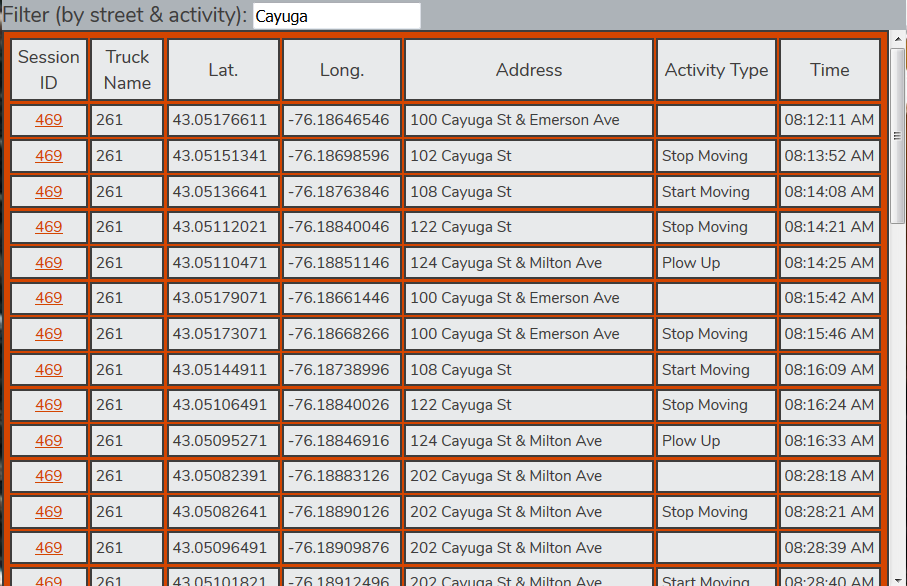 Filter (by street & activity): Cayuga
Session ID Truck Name Lat. Long. Address Activity Type Time
469 261 43.05176611 -76.18646546 100 Cayuga St & Emerson Ave 08:12:11 AM
469 261 43.05151341 -76.18698596 102 Cayuga St Stop Moving 08:13:52 AM
469 261 43.05136641 -76.18763846 108 Cayuga St Start Moving 08:14:08 AM
469 261 43.05112021 -76.18840046 122 Cayuga St Stop Moving 08:14:21 AM
469 261 43.05110471 -76.18851146 124 Cayuga St & Milton Ave Plow Up 08:14:25 AM
469 261 43.05179071 -76.18661446 100 Cayuga St & Emerson Ave 08:15:42 AM
469 261 43.05173071 -76.18668266 100 Cayuga St & Emerson Ave Stop Moving 08:15:46 AM
469 261 43.05144911 -76.18738996 108 Cayuga St Start Moving 08:16:09 AM
469 261 43.05106491 -76.18840026 122 Cayuga St Stop Moving 08:16:24 AM
469 261 43.05095271 -76.18846916 124 Cayuga St & Milton Ave Plow Up 08:16:33 AM
469 261 43.05082391 -76.18883126 202 Cayuga St & Milton Ave 08:28:18 AM
469 261 43.05082641 -76.18890126 202 Cayuga St & Milton Ave Stop Moving 08:28:21 AM
469 261 43.05096491 -76.18909876 202 Cayuga St & Milton Ave 08:28:39 AM
469 261 43.05101821 -76.18912496 202 Cayuga St & Milton Ave Start Moving 08:28:40 AM